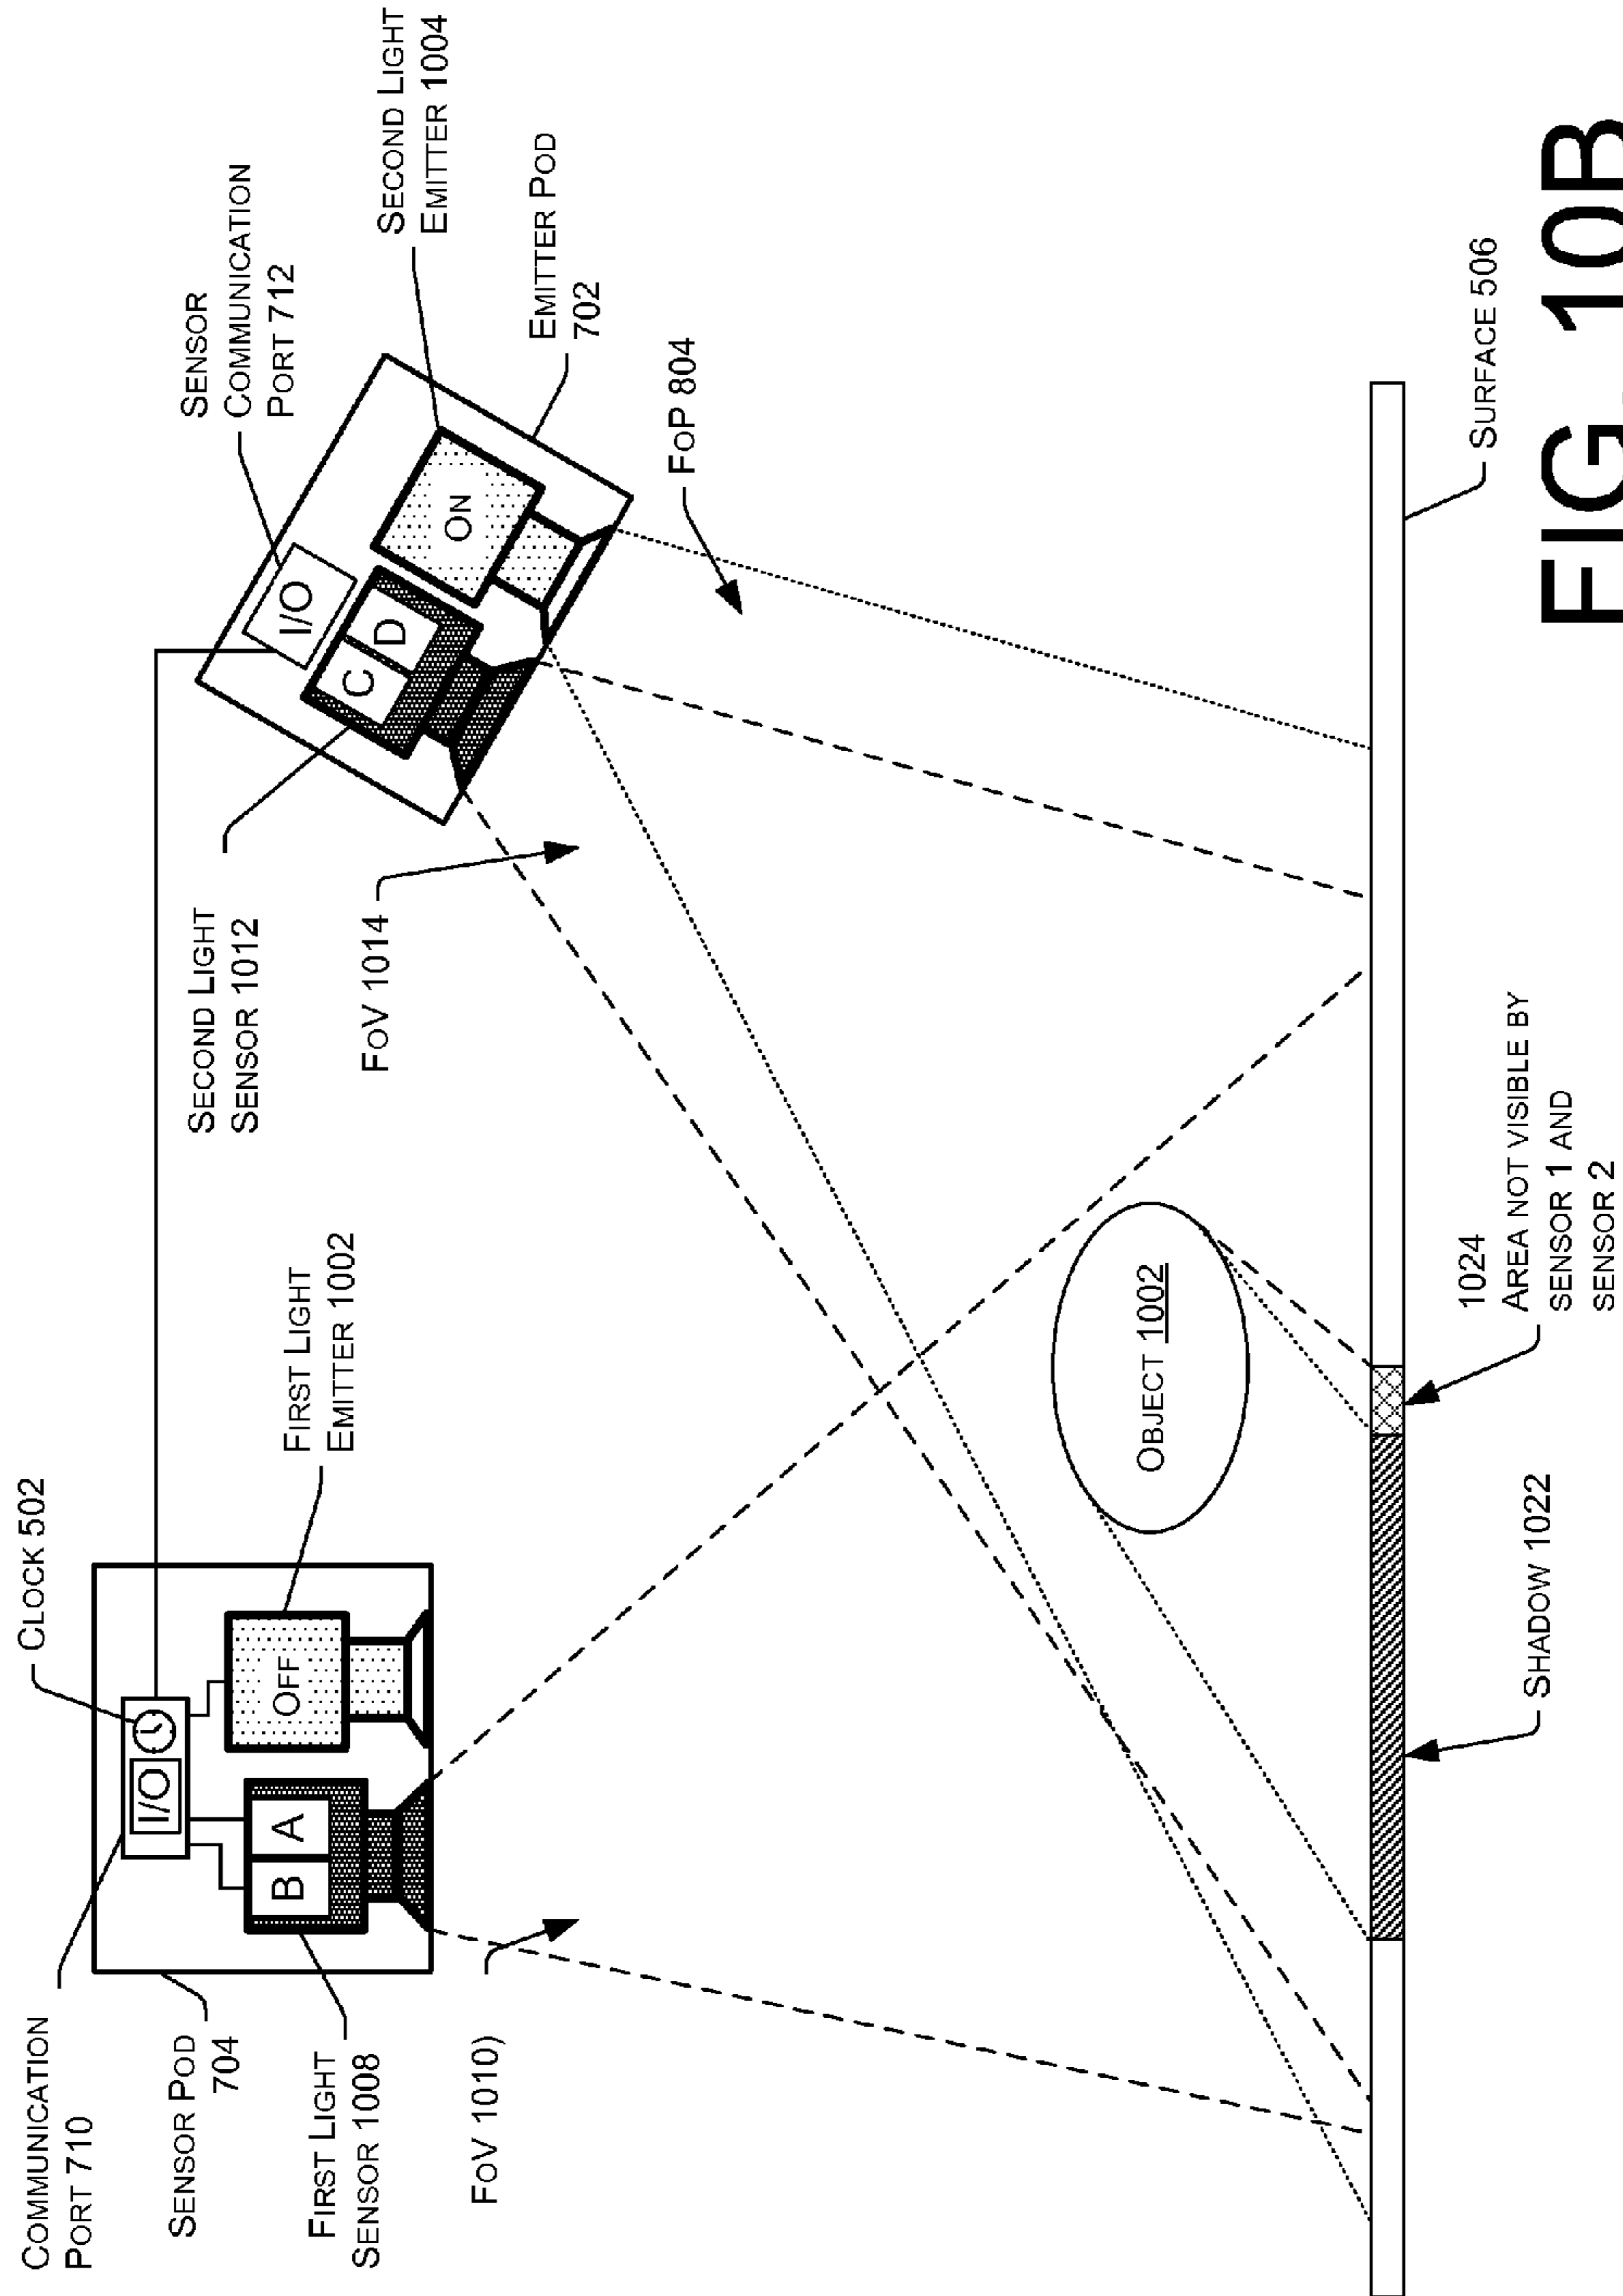 COMMUNICATION
PORT 710
SENSOR POD
704
FIRST LIGHT
SENSOR 1008
FOV 1010)
CLOCK 502
FIRST LIGHT
EMITTER 1002
I/O
B
A
OFF
SECOND LIGHT
SENSOR 1012
FOV 1014
SENSOR
COMMUNICATION
PORT 712
SECOND LIGHT
EMITTER 1004
EMITTER POD
702
I/O
C
D
ON
FOP 804
OBJECT 1002
SHADOW 1022
1024
AREA NOT VISIBLE BY
SENSOR 1 AND
SENSOR 2
SURFACE 506
FIG. 10B